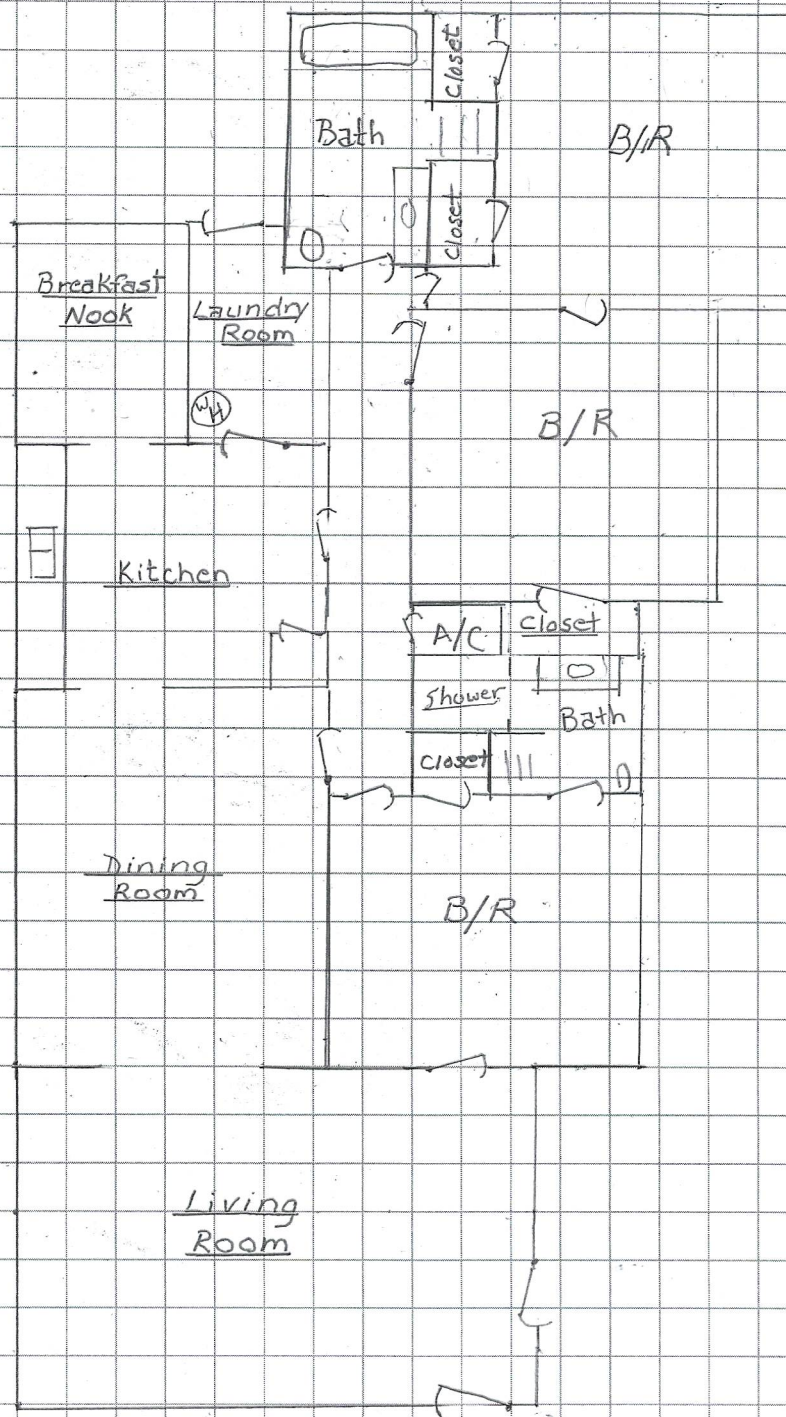 Closet
Bath
B/R
Closet
Breakfast
Nook
Laundry
Room
WH
B/R
Kitchen
A/C
Closet
Shower
Bath
Closet
Dining
Room
B/R
Living
Room